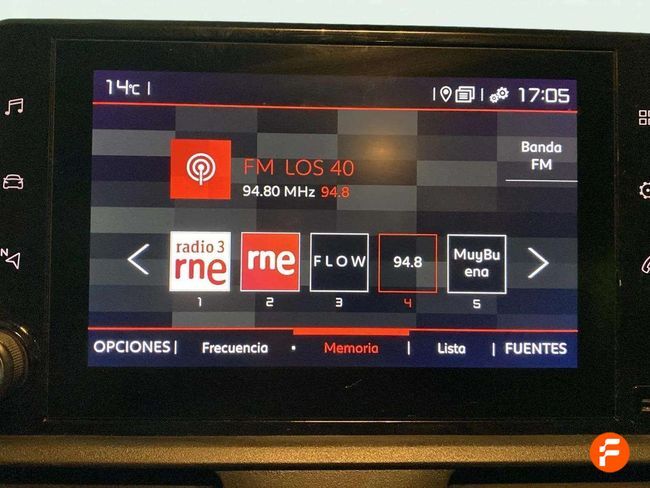 14°C |
| | 17:05
FM LOS 40
94.80 MHz 94.8
Banda
FM
radio 3
rne
rne
FLOW
94.8
MuyBu
ena
1
2
3
4
5
OPCIONES | Frecuencia • Memoria | Lista | FUENTES
N
F